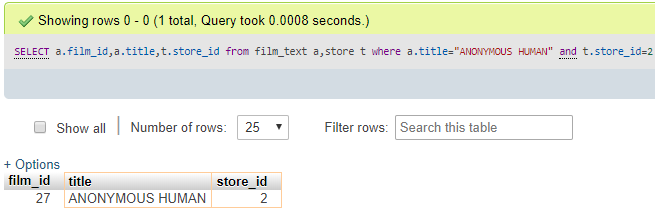 Showing rows 0 - 0 (1 total, Query took 0.0008 seconds.)
SELECT a.film_id,a.title,t.store_id from film_text a,store t where a.title="ANONYMOUS HUMAN" and t.store_id=2
Show all Number of rows: 25 Filter rows: Search this table
+ Options
film_id title store_id
27 ANONYMOUS HUMAN 2